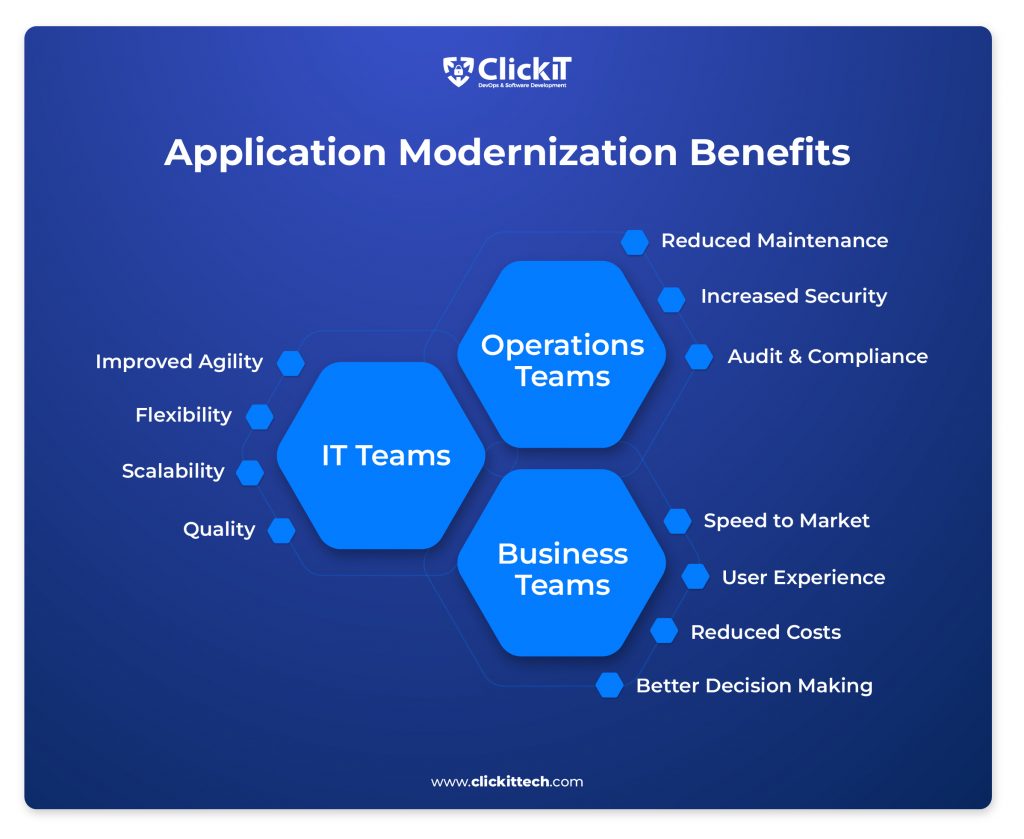 ClickIT
DevOps & Software Development
Application Modernization Benefits
Improved Agility
Flexibility
Scalability
Quality
IT Teams
Operations
Teams
Reduced Maintenance
Increased Security
Audit & Compliance
Business
Teams
Speed to Market
User Experience
Reduced Costs
Better Decision Making
www.clickittech.com